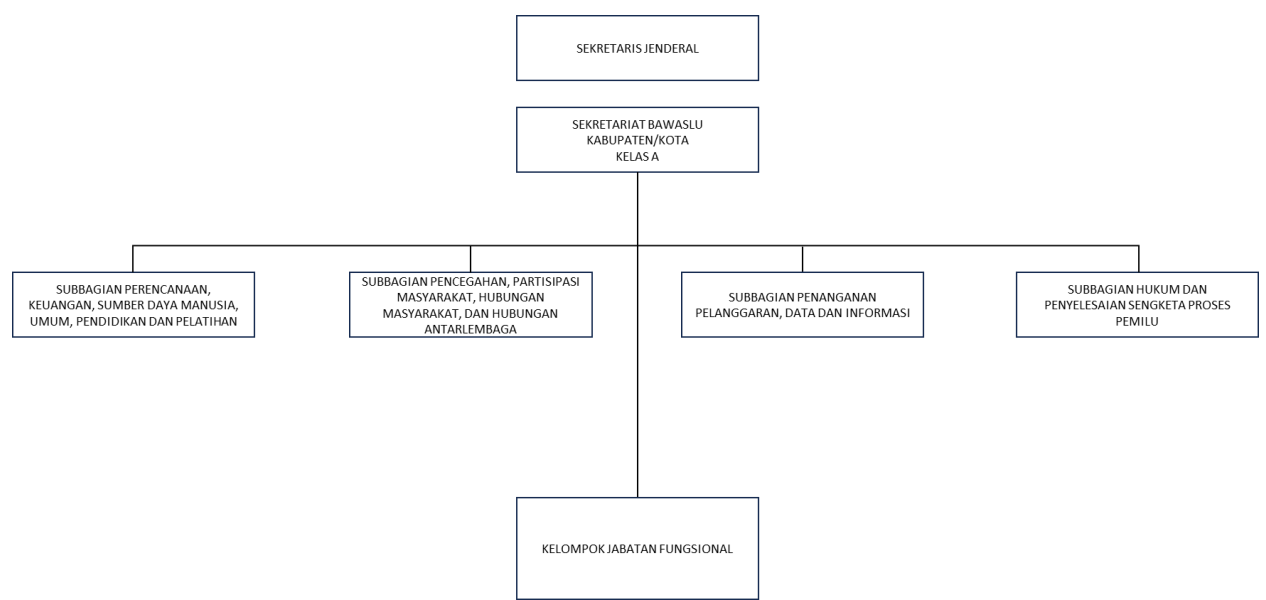 SEKRETARIS JENDERAL
SEKRETARIAT BAWASLU
KABUPATEN/KOTA
KELAS A
SUBBAGIAN PERENCANAAN,
KEUANGAN, SUMBER DAYA MANUSIA,
UMUM, PENDIDIKAN DAN PELATIHAN
SUBBAGIAN PENCEGAHAN, PARTISIPASI
MASYARAKAT, HUBUNGAN
MASYARAKAT, DAN HUBUNGAN
ANTARLEMBAGA
SUBBAGIAN PENANGANAN
PELANGGARAN, DATA DAN INFORMASI
SUBBAGIAN HUKUM DAN
PENYELESAIAN SENGKETA PROSES
PEMILU
KELOMPOK JABATAN FUNGSIONAL